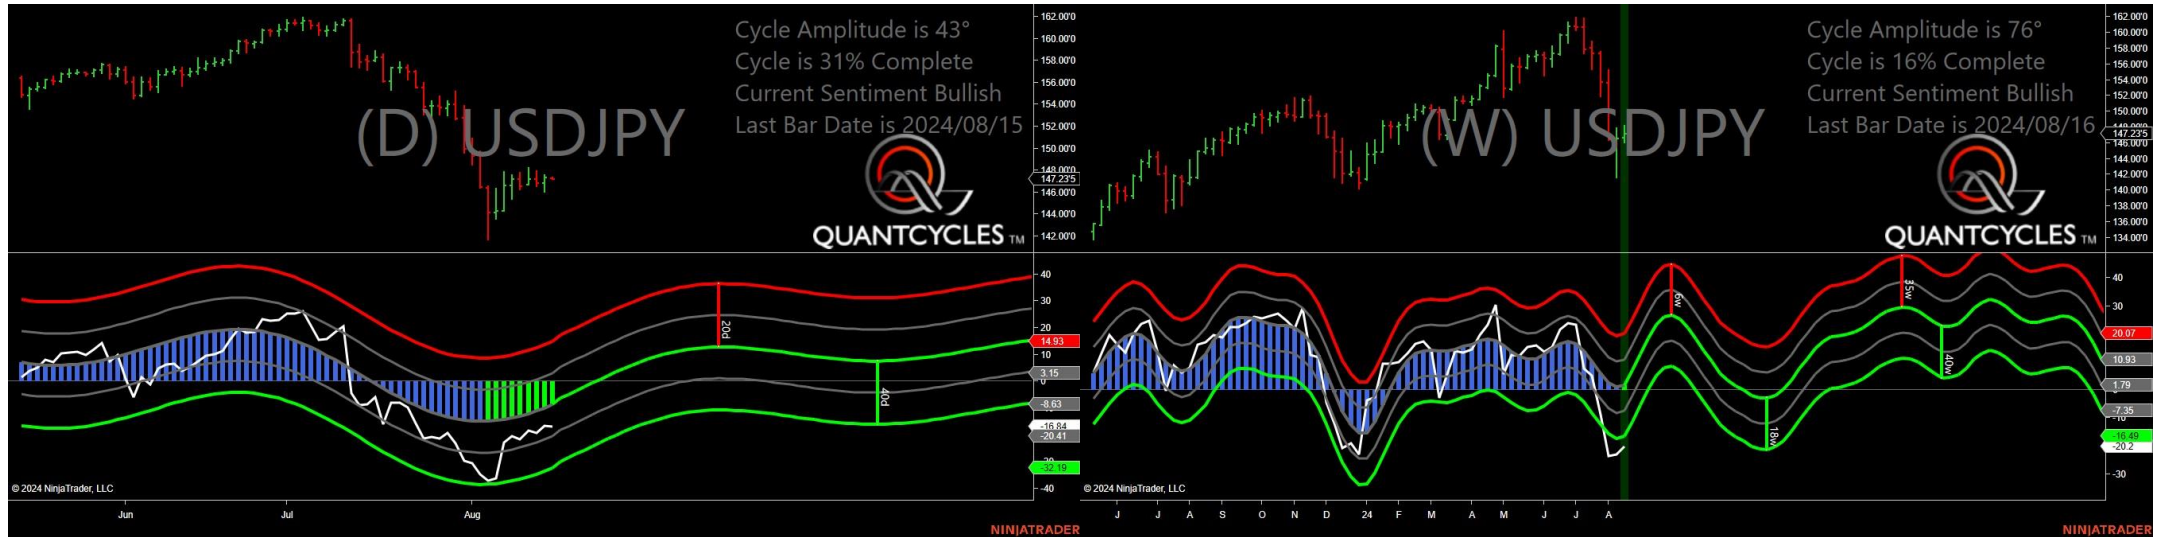 Cycle Amplitude is 43°
Cycle is 31% Complete
Current Sentiment Bullish
Last Bar Date is 2024/08/15
(D) USDJPY
QUANTCYCLES TM
162.00'0
160.00'0
158.00'0
156.00'0
154.00'0
152.00'0
150.00'0
148.00'0
147.23'5
146.00'0
144.00'0
142.00'0
20d
40d
40
30
20
14.93
10
3.15
0
-8.63
-16.84
-20.41
-32.19
-40
© 2024 NinjaTrader, LLC
Jun
Jul
Aug
NINJATRADER
Cycle Amplitude is 76°
Cycle is 16% Complete
Current Sentiment Bullish
Last Bar Date is 2024/08/16
(W) USDJPY
QUANTCYCLES TM
162.00'0
160.00'0
158.00'0
156.00'0
154.00'0
152.00'0
150.00'0
147.23'5
146.00'0
144.00'0
142.00'0
140.00'0
138.00'0
136.00'0
134.00'0
6w
35w
40w
18w
40
30
20.07
10.93
1.79
-7.35
-16.49
-20.2
-30
© 2024 NinjaTrader, LLC
J
J
A
S
O
N
D
24
F
M
A
M
J
J
A
NINJATRADER